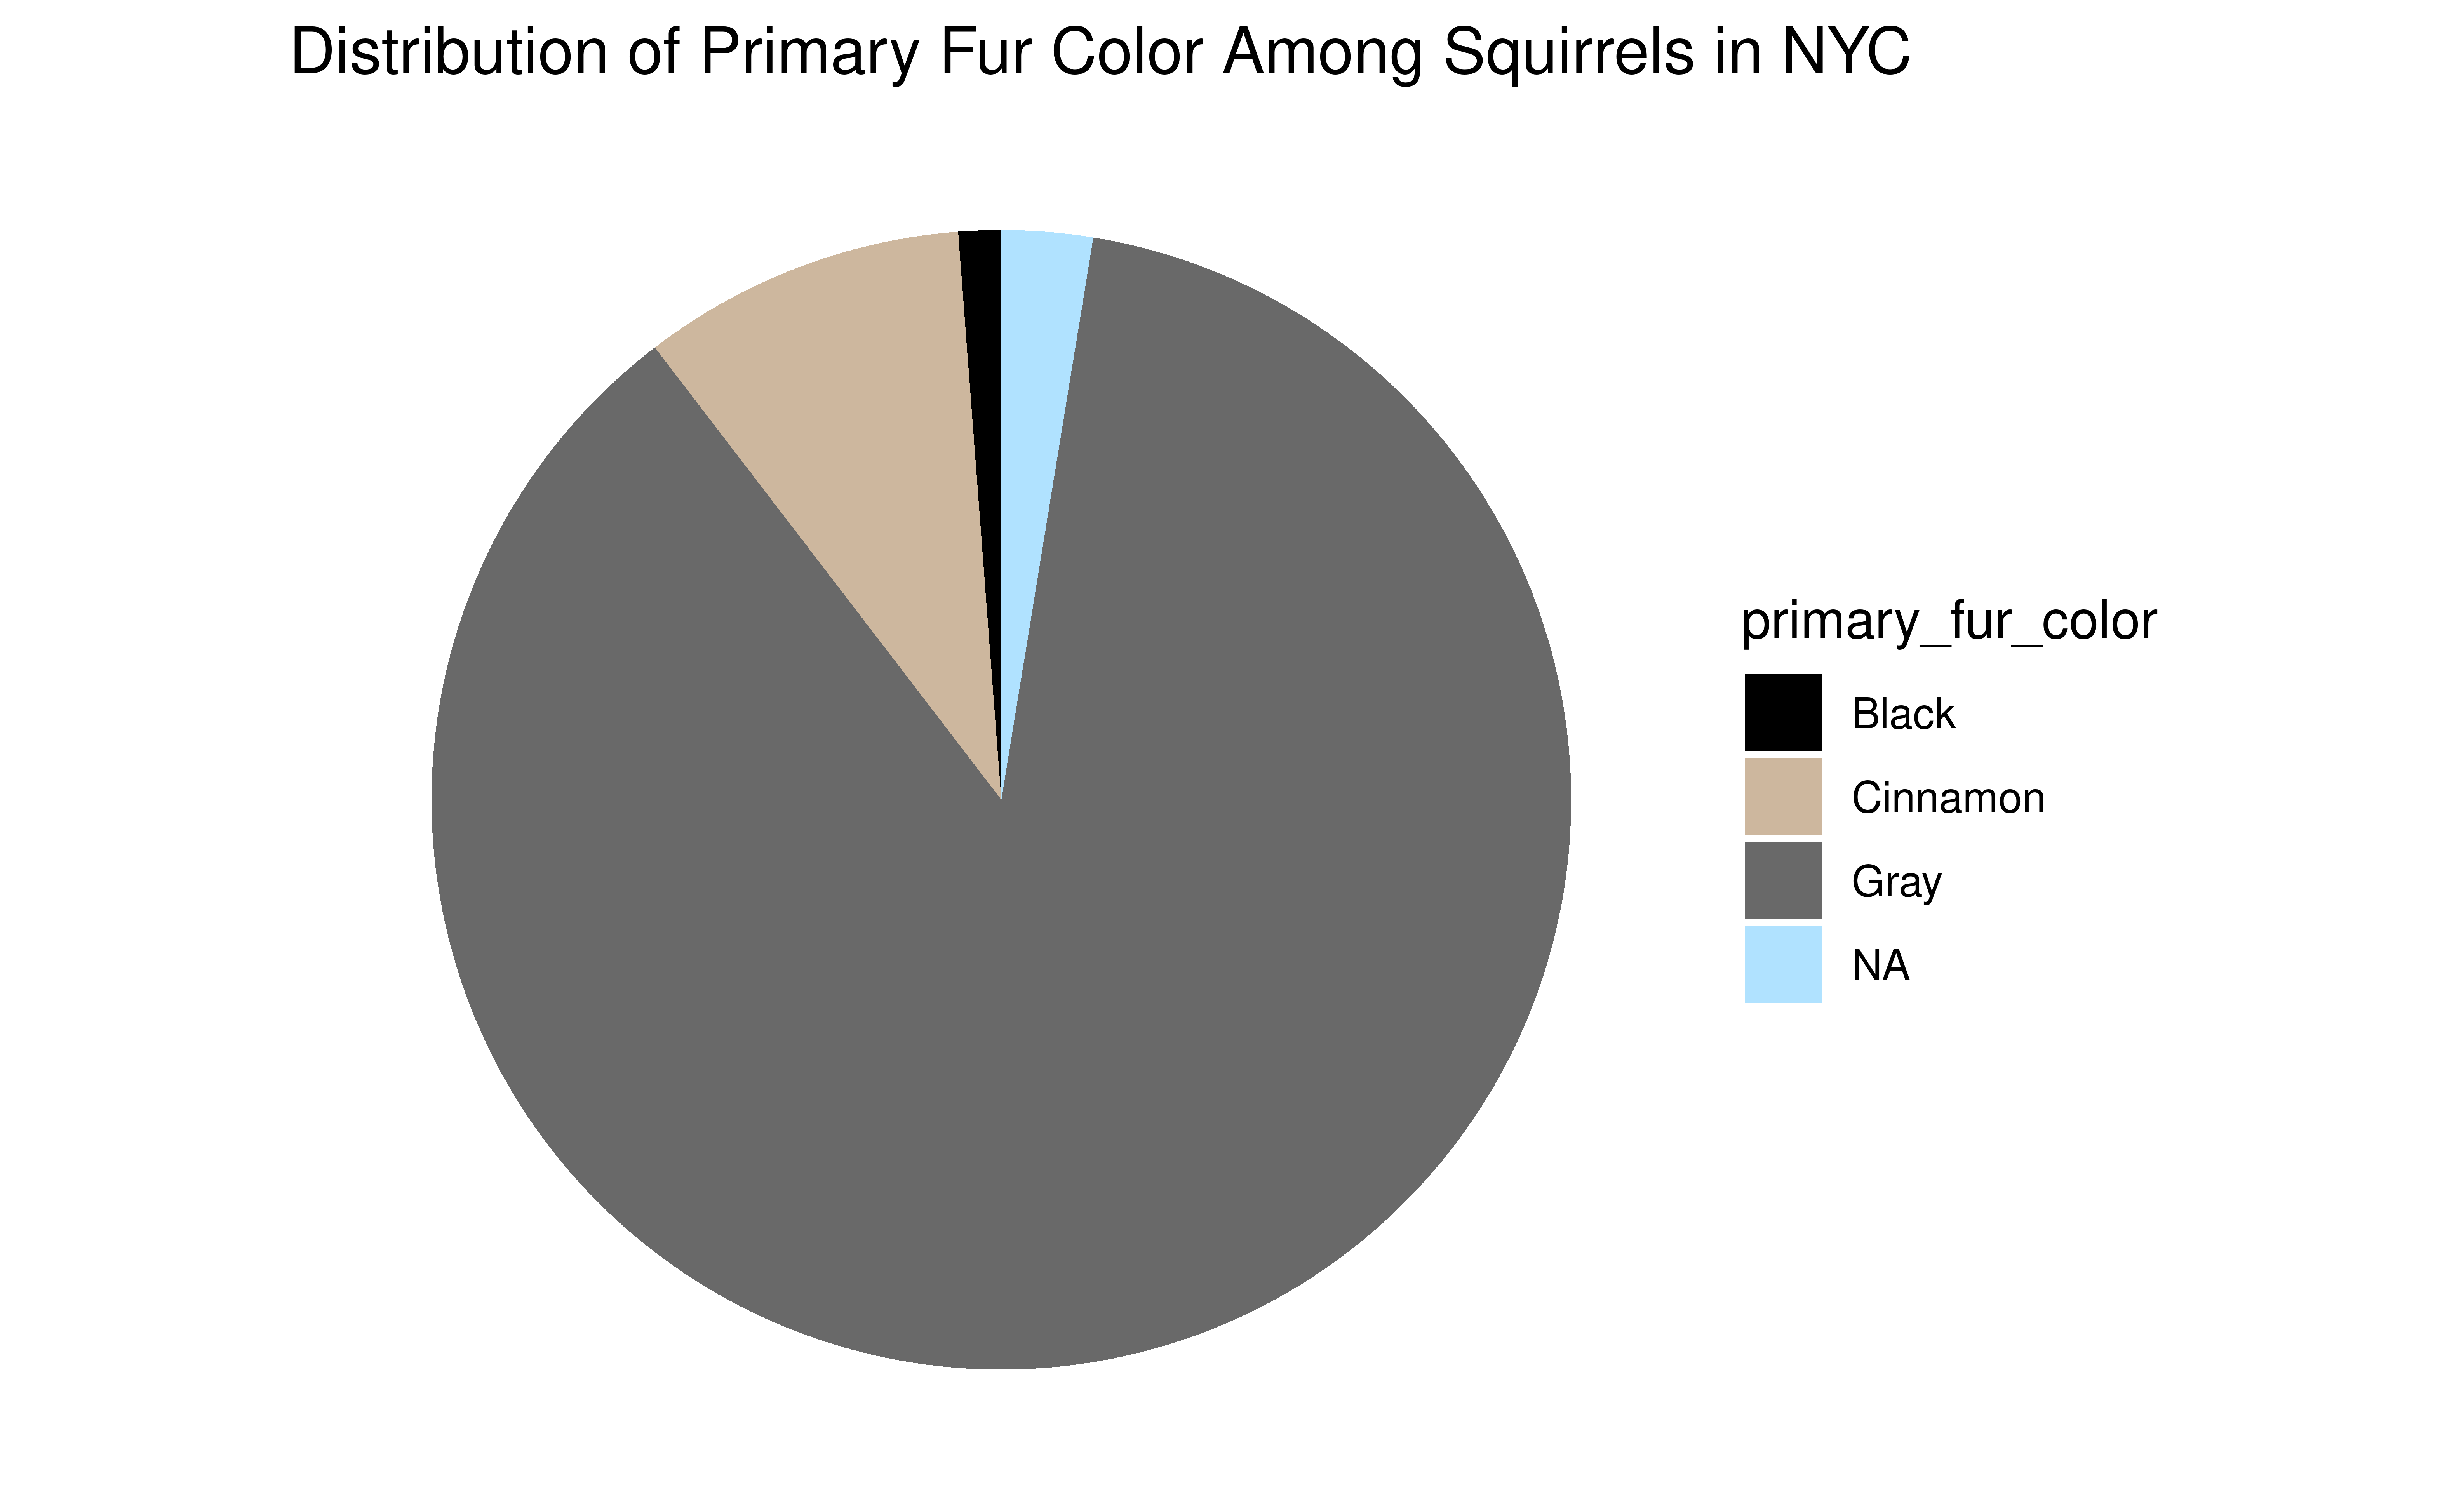 Distribution of Primary Fur Color Among Squirrels in NYC
primary_fur_color
Black
Cinnamon
Gray
NA